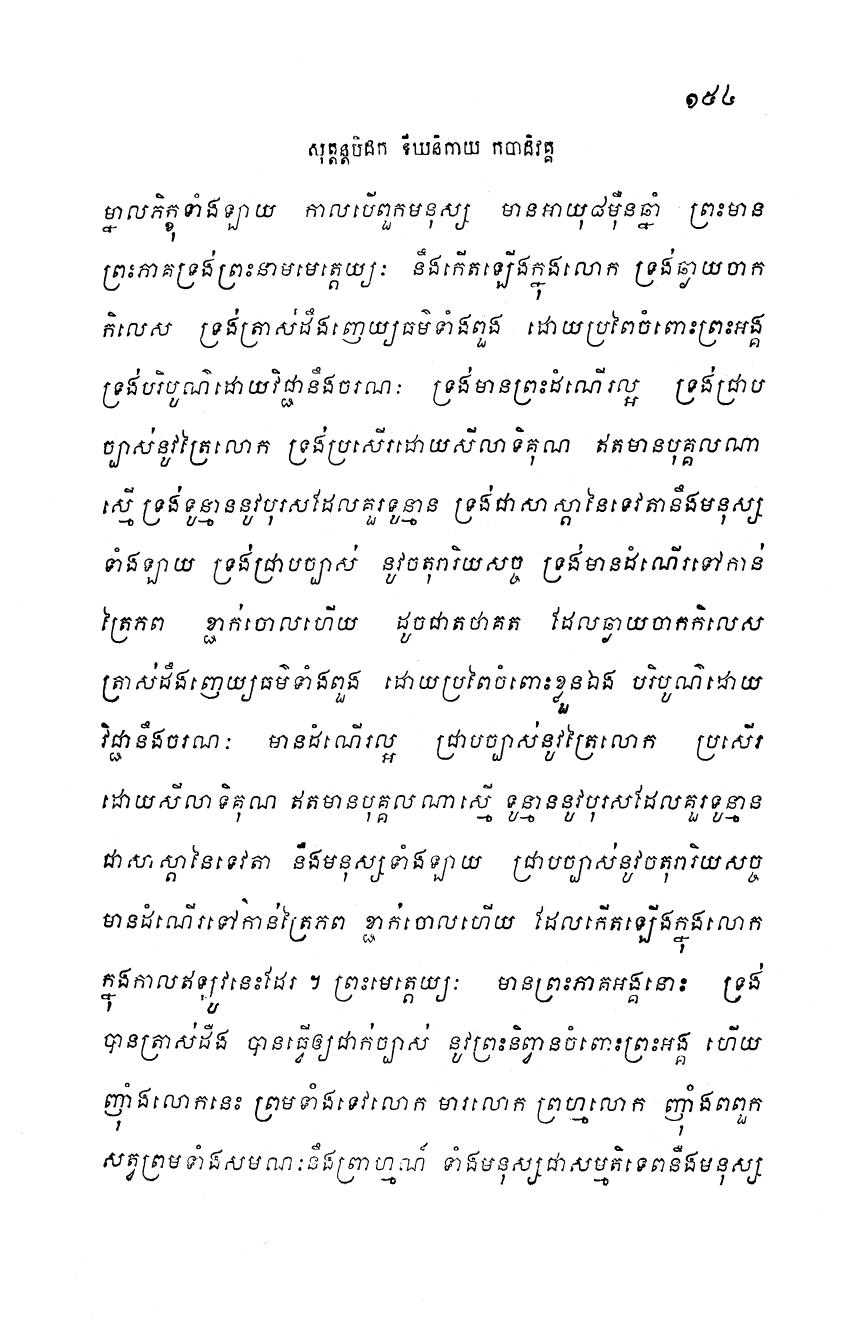 ១៥៤
សុត្តន្តបិដក ទីឃនិកាយ កបាដិវគ្គ
ម្នាលភិក្ខុទាំងឡាយ កាលបើពួកមនុស្ស មានអាយុ៨ម៉ឺនឆ្នាំ ព្រះមាន
ព្រះភាគទ្រង់ព្រះនាមមេត្តេយ្យៈ នឹងកើតឡើងក្នុងលោក ទ្រង់ឆ្ងាយចាក
កិលេស ទ្រង់ត្រាស់ដឹងញេយ្យធម៌ទាំងពួង ដោយប្រពៃចំពោះព្រះអង្គ
ទ្រង់បរិបូណ៌ដោយវិជ្ជានឹងចរណៈ ទ្រង់មានព្រះដំណើរល្អ ទ្រង់ជ្រាប
ច្បាស់នូវត្រៃលោក ទ្រង់ប្រសើរដោយសីលាទិគុណ ឥតមានបុគ្គលណា
ស្មើ ទ្រង់ទូន្មាននូវបុរសដែលគួរទូន្មាន ទ្រង់ជាសាស្តានៃទេវតានឹងមនុស្ស
ទាំងឡាយ ទ្រង់ជ្រាបច្បាស់ នូវចតុរារិយសច្ច ទ្រង់មានដំណើរទៅកាន់
ត្រៃភព ខ្ជាក់ចោលហើយ ដូចជាតថាគត ដែលឆ្ងាយចាកកិលេស
ត្រាស់ដឹងញេយ្យធម៌ទាំងពួង ដោយប្រពៃចំពោះខ្លួនឯង បរិបូណ៌ដោយ
វិជ្ជានឹងចរណៈ មានដំណើរល្អ ជ្រាបច្បាស់នូវត្រៃលោក ប្រសើរ
ដោយសីលាទិគុណ ឥតមានបុគ្គលណាស្មើ ទូន្មាននូវបុរសដែលគួរទូន្មាន
ជាសាស្តានៃទេវតា នឹងមនុស្សទាំងឡាយ ជ្រាបច្បាស់នូវចតុរារិយសច្ច
មានដំណើរទៅកាន់ត្រៃភព ខ្ជាក់ចោលហើយ ដែលកើតឡើងក្នុងលោក
ក្នុងកាលឥឡូវនេះដែរ ។ ព្រះមេត្តេយ្យៈ មានព្រះភាគអង្គនោះ ទ្រង់
បានត្រាស់ដឹង បានធ្វើឲ្យជាក់ច្បាស់ នូវព្រះនិព្វានចំពោះព្រះអង្គ ហើយ
ញ៉ាំងលោកនេះ ព្រមទាំងទេវលោក មារលោក ព្រហ្មលោក ញ៉ាំងពពួក
សត្វព្រមទាំងសមណៈនឹងព្រាហ្មណ៍ ទាំងមនុស្សជាសម្មតិទេពនឹងមនុស្ស